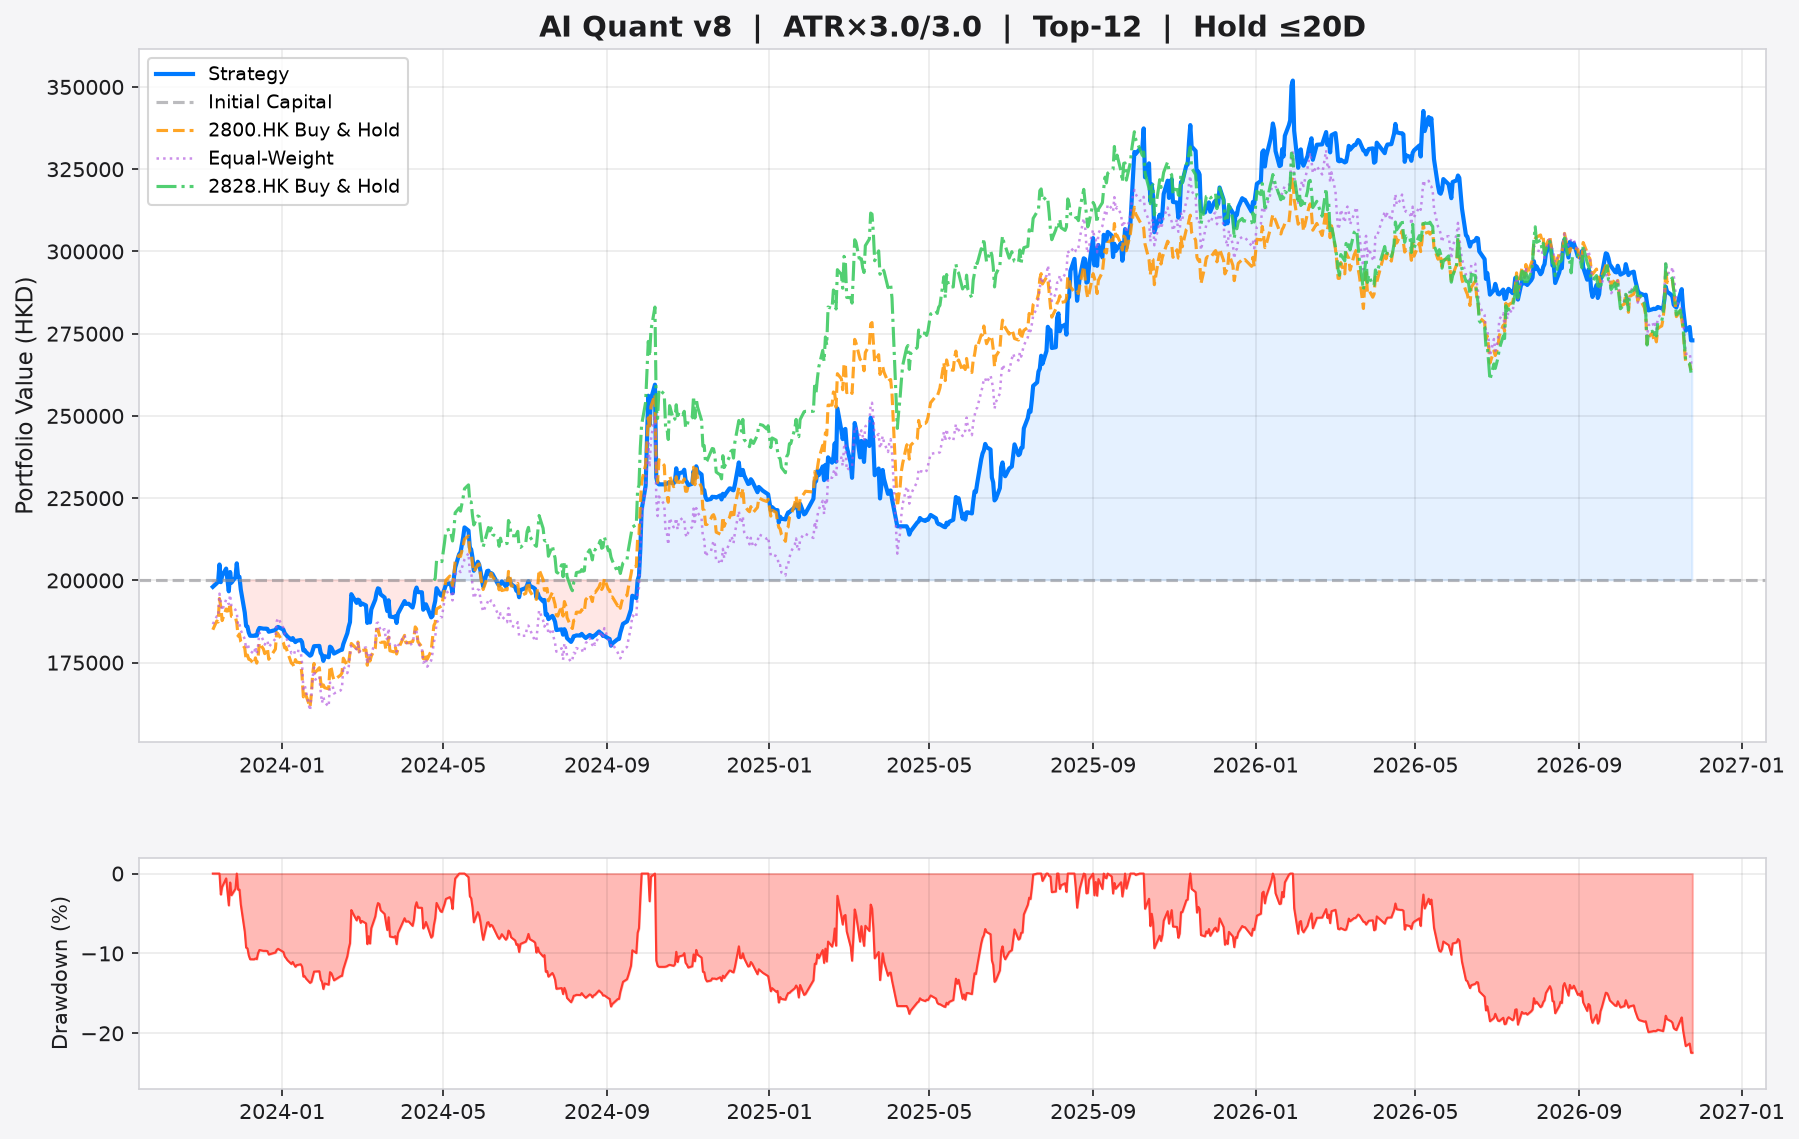 AI Quant v8 | ATR×3.0/3.0 | Top-12 | Hold ≤20D
Strategy
Initial Capital
2800.HK Buy & Hold
Equal-Weight
2828.HK Buy & Hold
Portfolio Value (HKD)
350000
325000
300000
275000
250000
225000
200000
175000
2024-01 2024-05 2024-09 2025-01 2025-05 2025-09 2026-01 2026-05 2026-09 2027-01
Drawdown (%)
0
−10
−20
2024-01 2024-05 2024-09 2025-01 2025-05 2025-09 2026-01 2026-05 2026-09 2027-01